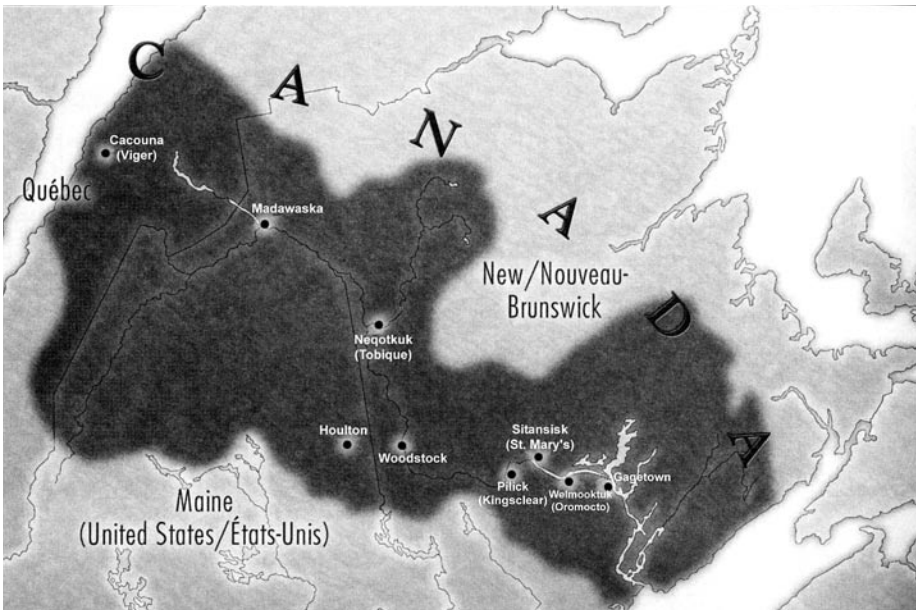 CANADA
Cacouna
(Viger)
Québec
Madawaska
New/Nouveau-
Brunswick
Neqotkuk
(Tobique)
Houlton
Woodstock
Sitansisk
(St. Mary's)
Pilick
(Kingsclear)
Welmooktuk
(Oromocto)
Gagetown
Maine
(United States/États-Unis)